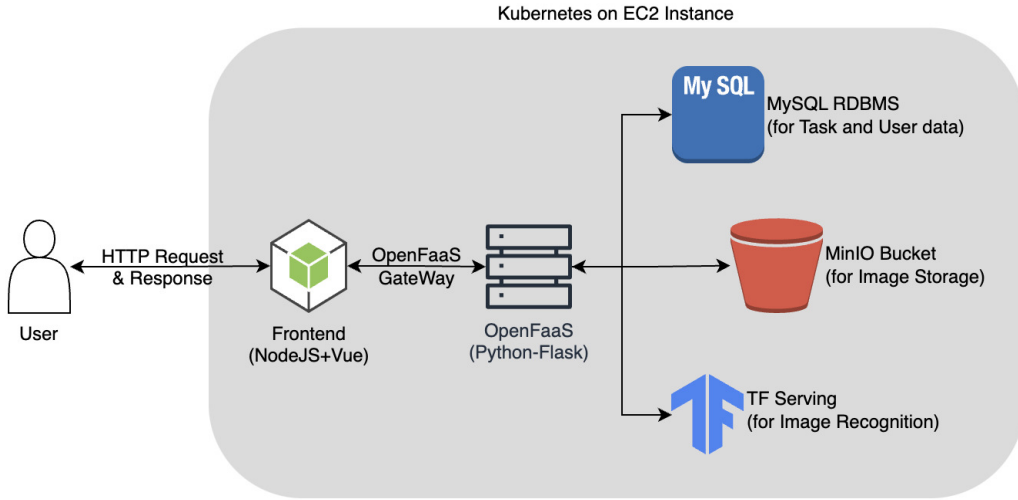 Kubernetes on EC2 Instance
My SQL
MySQL RDBMS
(for Task and User data)
HTTP Request
& Response
OpenFaaS
GateWay
MinIO Bucket
(for Image Storage)
User
Frontend
(NodeJS+Vue)
OpenFaaS
(Python-Flask)
TF Serving
(for Image Recognition)